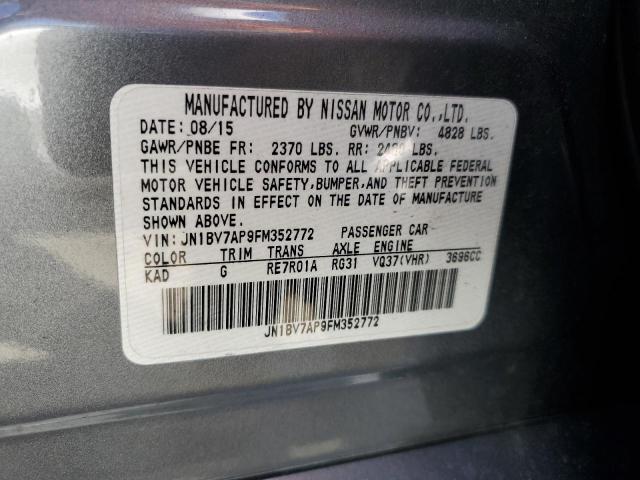 MANUFACTURED BY NISSAN MOTOR CO.,LTD.
DATE: 08/15 GVWR/PNBV: 4828 LBS.
GAWR/PNBE FR: 2370 LBS. RR: LBS.
THIS VEHICLE CONFORMS TO ALL APPLICABLE FEDERAL
MOTOR VEHICLE SAFETY,BUMPER,AND THEFT PREVENTION
STANDARDS IN EFFECT ON THE DATE OF MANUFACTURE
SHOWN ABOVE.
VIN: JN1BV7AP9FM352772 PASSENGER CAR
COLOR TRIM TRANS AXLE ENGINE
KAD G RE7R01A RG31 VQ37(VHR) 3696CC
JN1BV7AP9FM352772